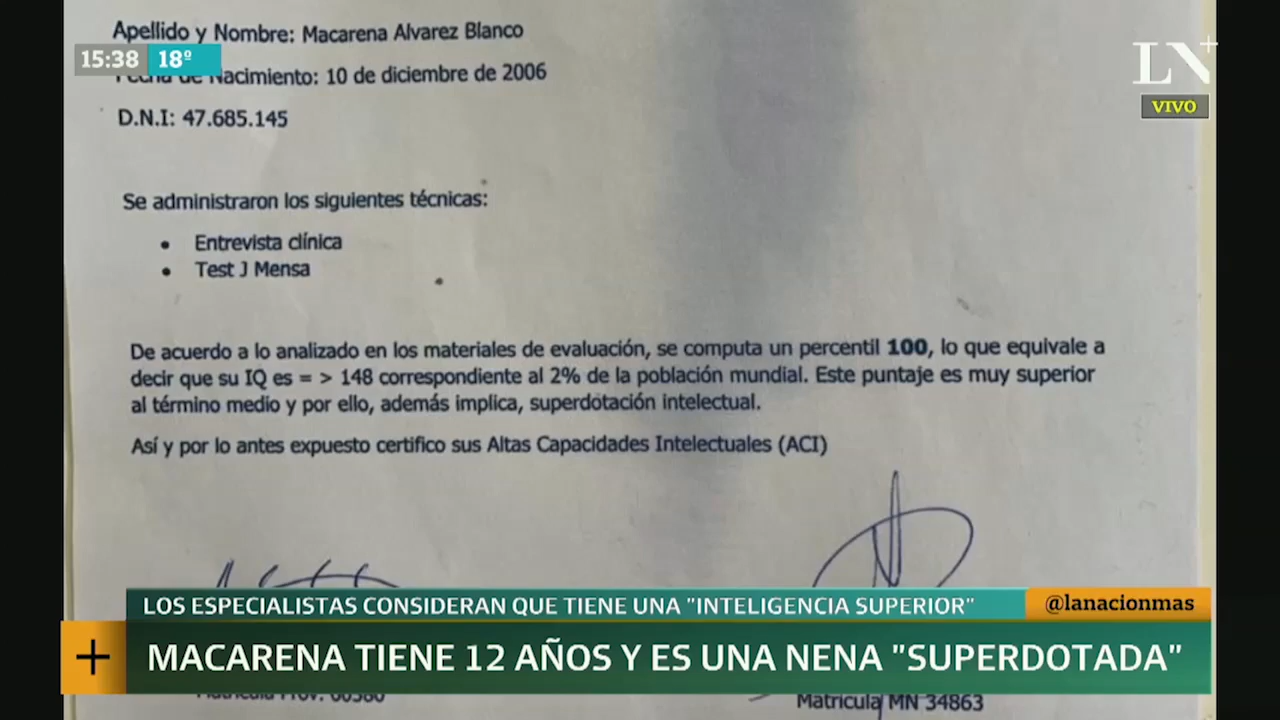 Apellido y Nombre: Macarena Alvarez Blanco
15:38 18º
LN+
Fecha de Nacimiento: 10 de diciembre de 2006
VIVO
D.N.I: 47.685.145
Se administraron los siguientes técnicas:
• Entrevista clínica
• Test J Mensa
De acuerdo a lo analizado en los materiales de evaluación, se computa un percentil 100, lo que equivale a
decir que su IQ es = > 148 correspondiente al 2% de la población mundial. Este puntaje es muy superior
al término medio y por ello, además implica, superdotación intelectual.
Así y por lo antes expuesto certifico sus Altas Capacidades Intelectuales (ACI)
LOS ESPECIALISTAS CONSIDERAN QUE TIENE UNA "INTELIGENCIA SUPERIOR"
@lanacionmas
+ MACARENA TIENE 12 AÑOS Y ES UNA NENA "SUPERDOTADA"
Matricula MN 34863